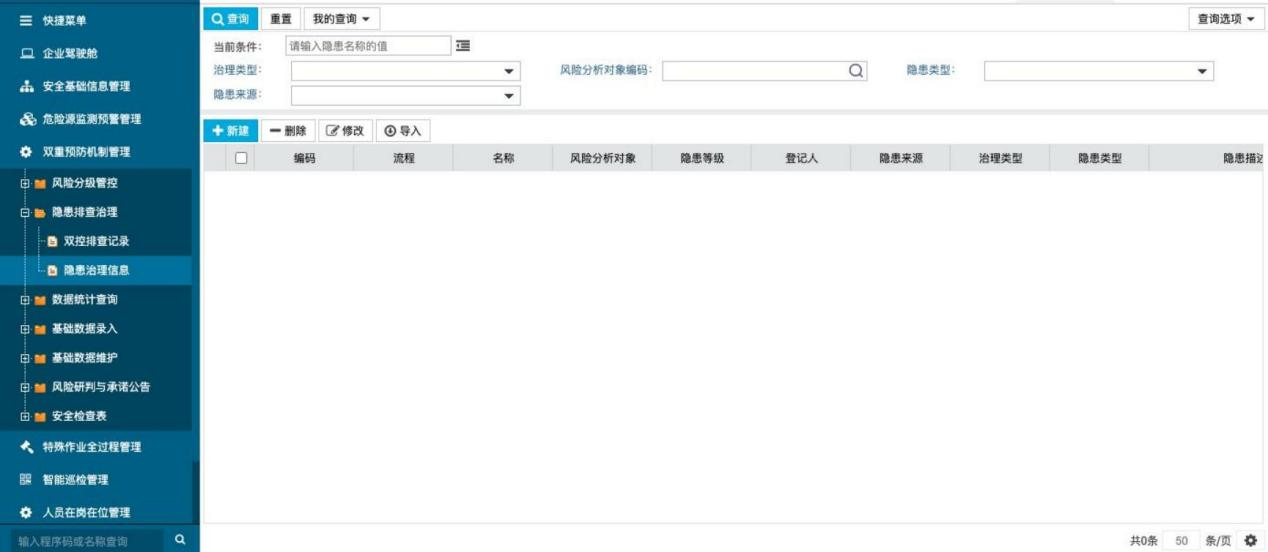 快捷菜单
企业驾驶舱
安全基础信息管理
危险源监测预警管理
双重预防机制管理
风险分级管控
隐患排查治理
双控排查记录
隐患治理信息
数据统计查询
基础数据录入
基础数据维护
风险研判与承诺公告
安全检查表
特殊作业全过程管理
智能巡检管理
人员在岗在位管理
输入程序码或名称查询
查询 重置 我的查询 查询选项
当前条件: 请输入隐患名称的值
治理类型: 风险分析对象编码: 隐患类型:
隐患来源:
新建 删除 修改 导入
编码 流程 名称 风险分析对象 隐患等级 登记人 隐患来源 治理类型 隐患类型 隐患描述
共0条 50 条/页